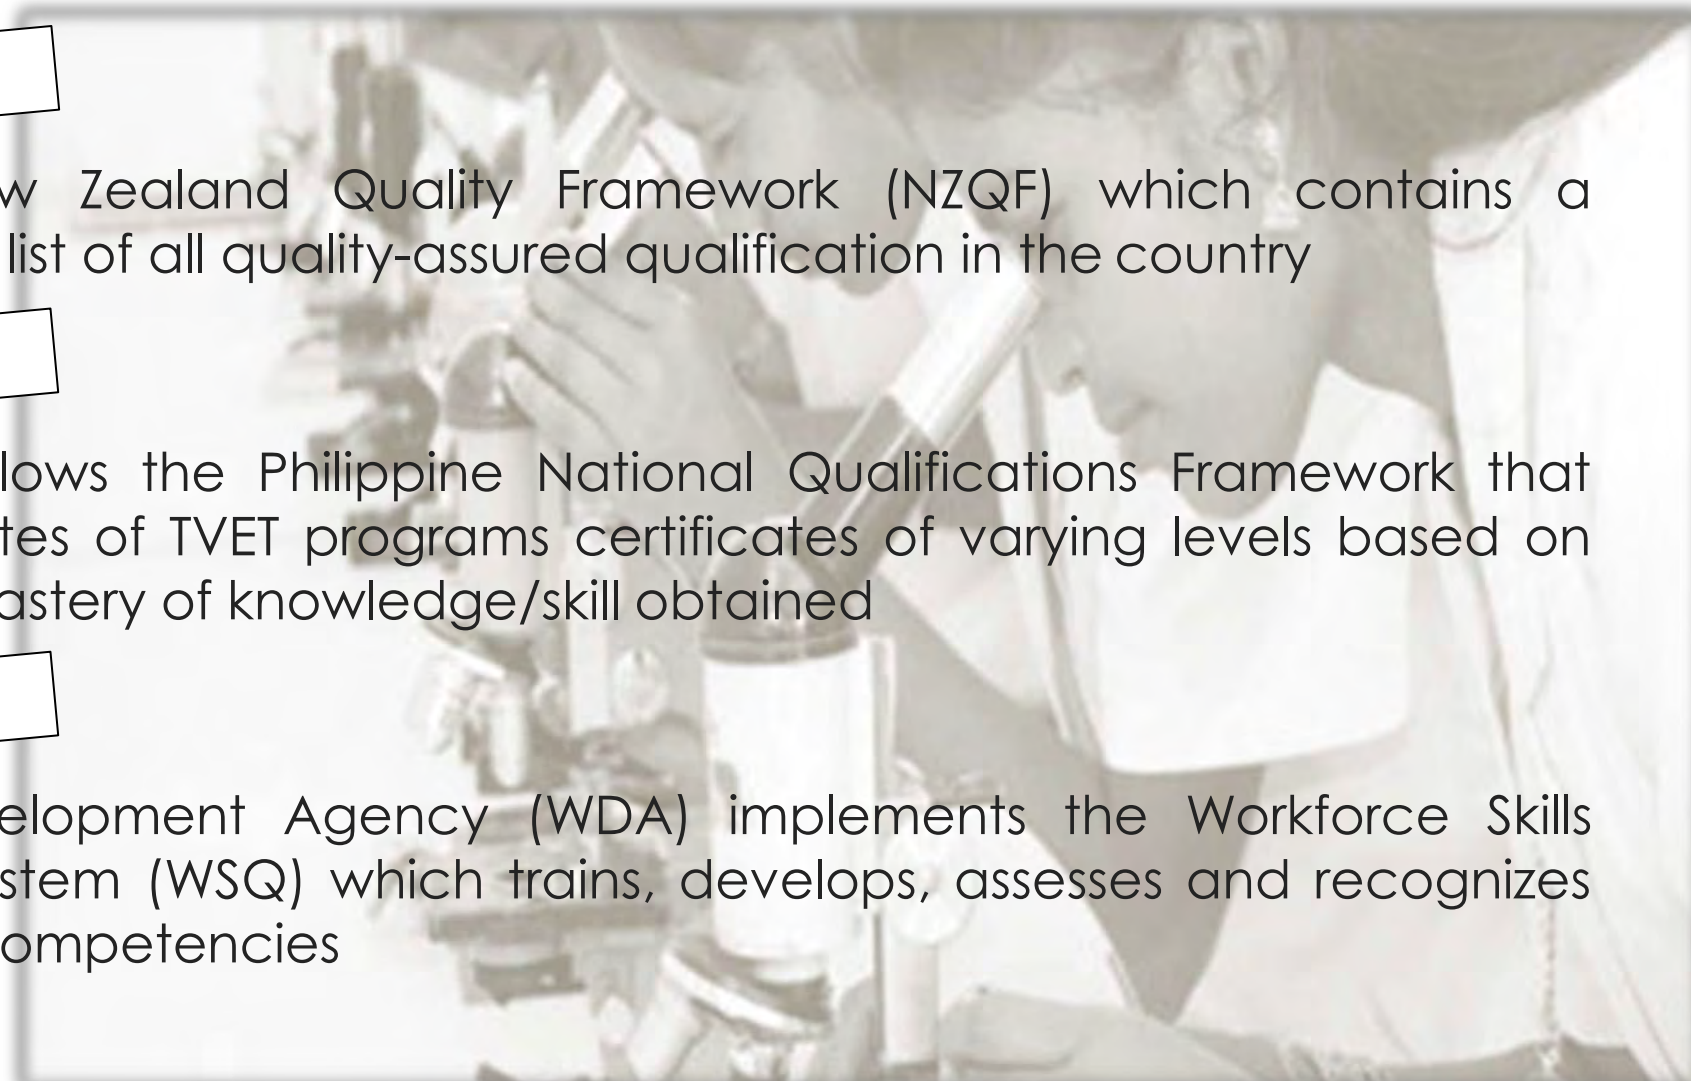 w Zealand Quality Framework (NZQF) which contains a
list of all quality-assured qualification in the country
lows the Philippine National Qualifications Framework that
tes of TVET programs certificates of varying levels based on
astery of knowledge/skill obtained
elopment Agency (WDA) implements the Workforce Skills
stem (WSQ) which trains, develops, assesses and recognizes
ompetencies